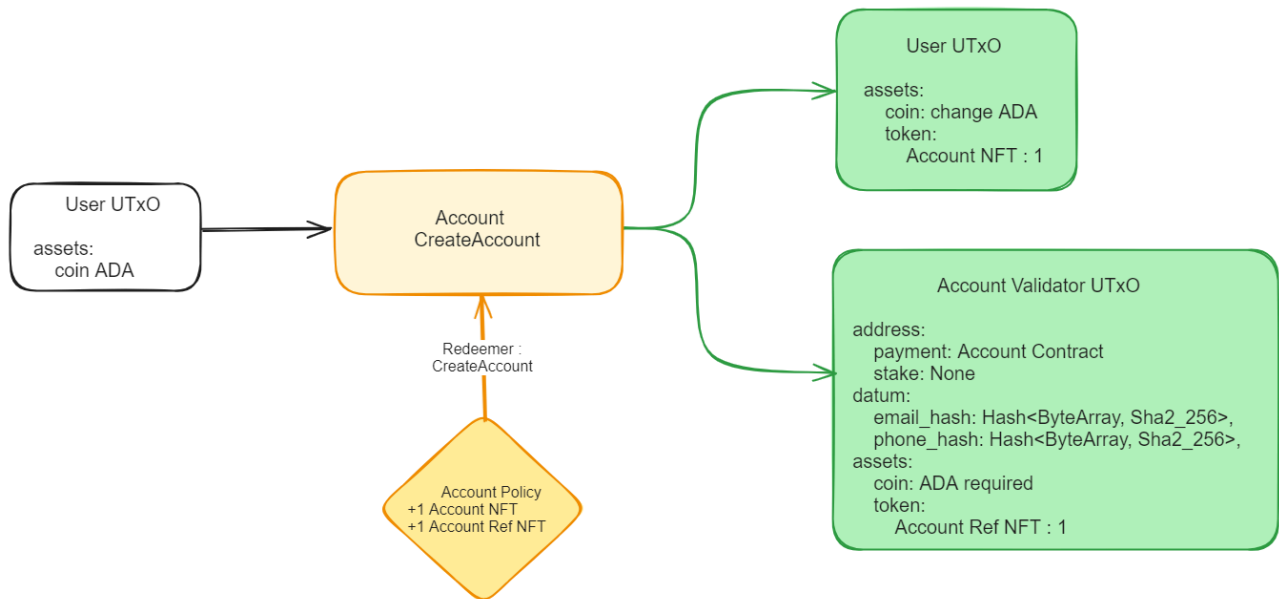 User UTxO
assets:
coin ADA
Account
CreateAccount
Redeemer :
CreateAccount
Account Policy
+1 Account NFT
+1 Account Ref NFT
User UTxO
assets:
coin: change ADA
token:
Account NFT : 1
Account Validator UTxO
address:
payment: Account Contract
stake: None
datum:
email_hash: Hash<ByteArray, Sha2_256>,
phone_hash: Hash<ByteArray, Sha2_256>,
assets:
coin: ADA required
token:
Account Ref NFT : 1